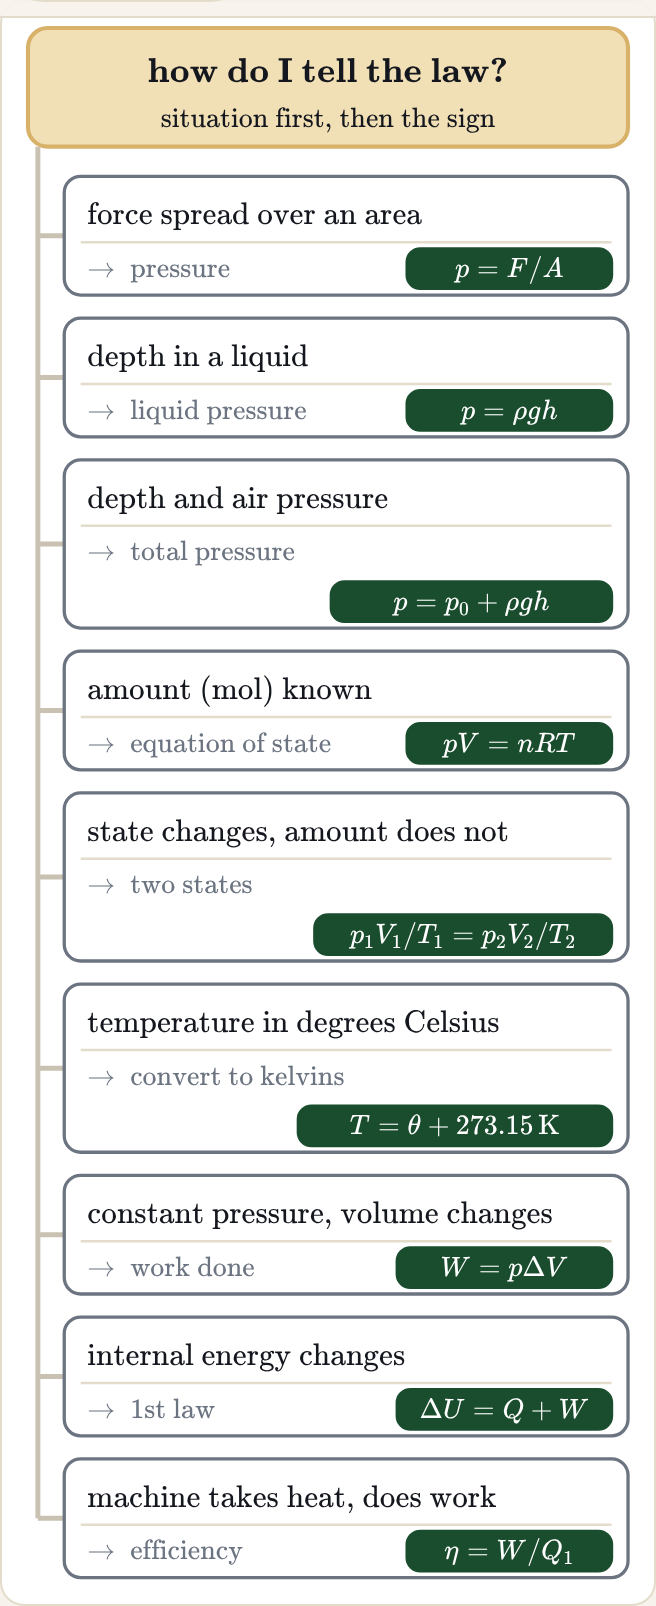 how do I tell the law?
situation first, then the sign
force spread over an area
→ pressure
p = F/A
depth in a liquid
→ liquid pressure
p = ρgh
depth and air pressure
→ total pressure
p = p₀ + ρgh
amount (mol) known
→ equation of state
pV = nRT
state changes, amount does not
→ two states
p₁V₁/T₁ = p₂V₂/T₂
temperature in degrees Celsius
→ convert to kelvins
T = θ + 273.15 K
constant pressure, volume changes
→ work done
W = pΔV
internal energy changes
→ 1st law
ΔU = Q + W
machine takes heat, does work
→ efficiency
η = W/Q₁